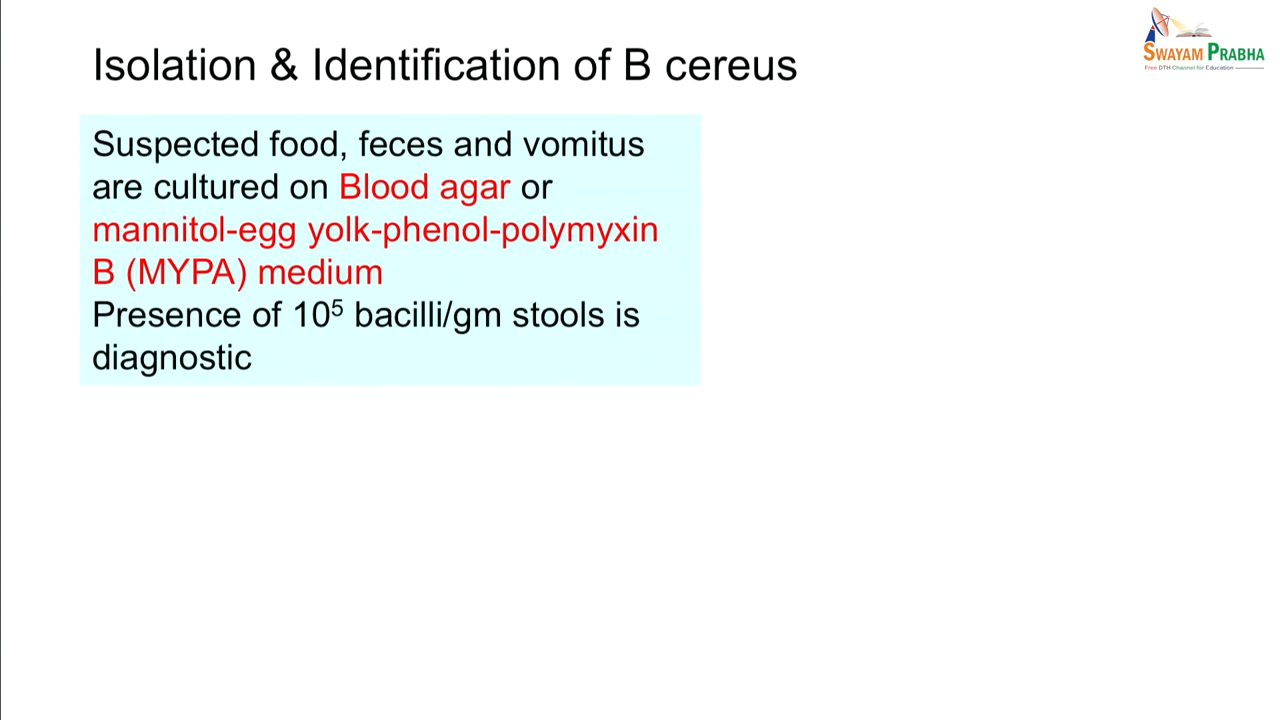 Isolation & Identification of B cereus
SWAYAM PRABHA
Free DTH Channel for Education
Suspected food, feces and vomitus
are cultured on Blood agar or
mannitol-egg yolk-phenol-polymyxin
B (MYPA) medium
Presence of 10⁵ bacilli/gm stools is
diagnostic